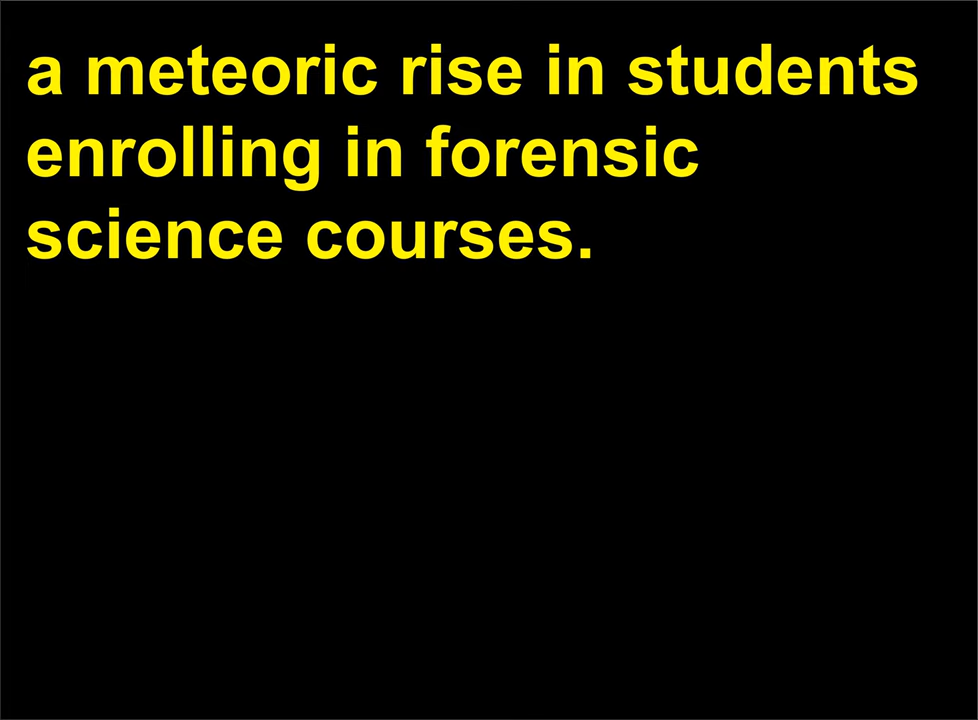 a meteoric rise in students
enrolling in forensic
science courses.